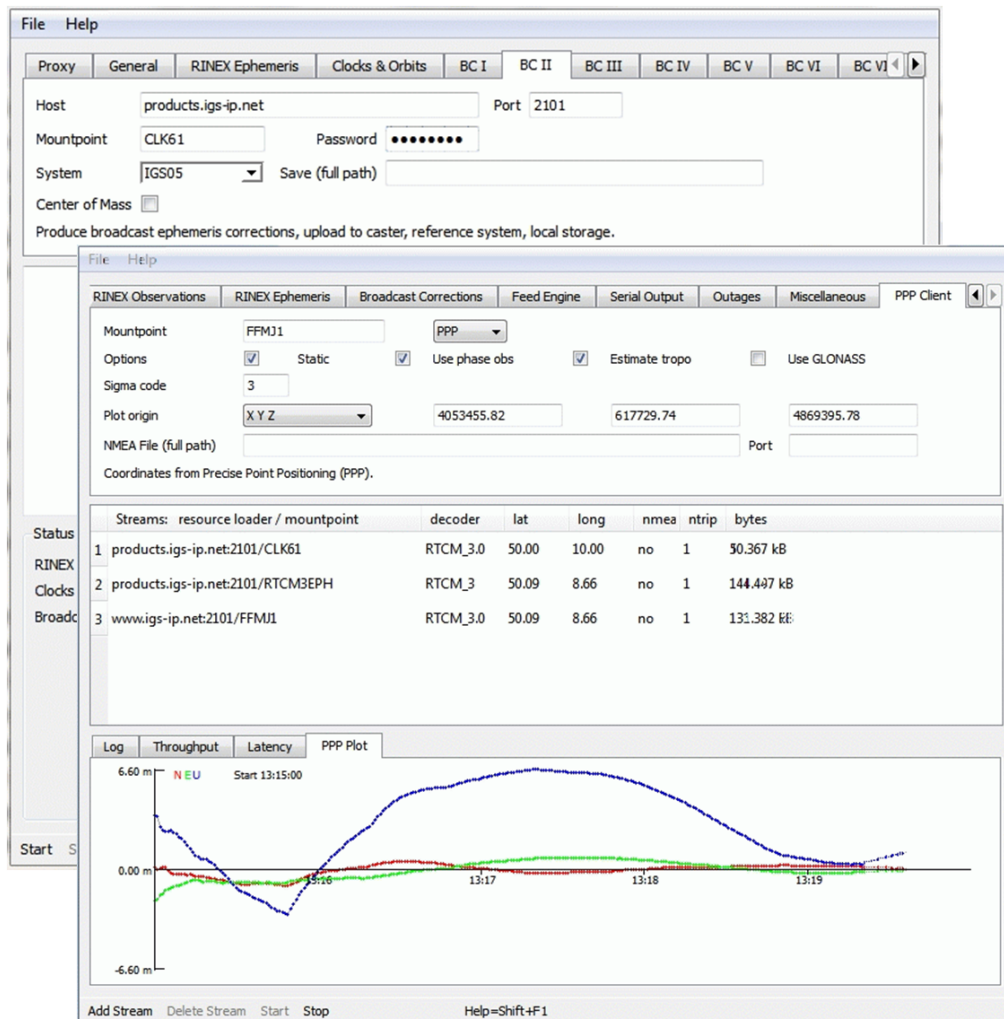 File Help
Proxy General RINEX Ephemeris Clocks & Orbits BC I BC II BC III BC IV BC V BC VI BC VI
Host products.igs-ip.net Port 2101
Mountpoint CLK61 Password ●●●●●●●●
System IGS05 Save (full path)
Center of Mass
Produce broadcast ephemeris corrections, upload to caster, reference system, local storage.
Status
RINEX
Clocks
Broadc
Start S
File Help
RINEX Observations RINEX Ephemeris Broadcast Corrections Feed Engine Serial Output Outages Miscellaneous PPP Client
Mountpoint FFMJ1 PPP
Options Static Use phase obs Estimate tropo Use GLONASS
Sigma code 3
Plot origin X Y Z 4053455.82 617729.74 4869395.78
NMEA File (full path) Port
Coordinates from Precise Point Positioning (PPP).
Streams: resource loader / mountpoint decoder lat long nmea ntrip bytes
1 products.igs-ip.net:2101/CLK61 RTCM_3.0 50.00 10.00 no 1 50.367 kB
2 products.igs-ip.net:2101/RTCM3EPH RTCM_3 50.09 8.66 no 1 kB
3 www.igs-ip.net:2101/FFMJ1 RTCM_3.0 50.09 8.66 no 1
Log Throughput Latency PPP Plot
6.60 m N E U Start 13:15:00
0.00 m 13:16 13:17 13:18 13:19
-6.60 m
Add Stream Delete Stream Start Stop Help=Shift+F1